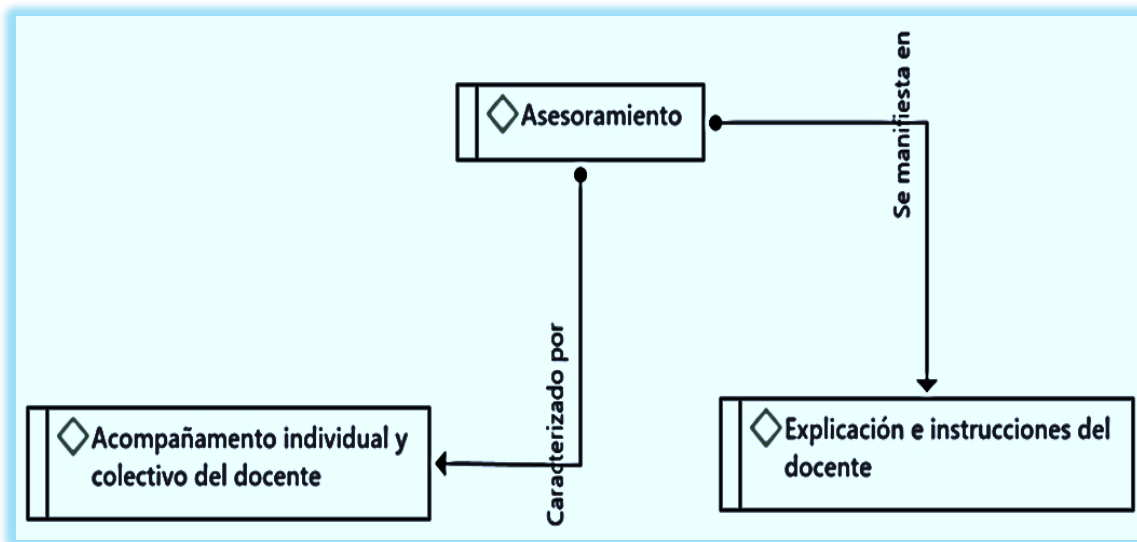 Asesoramiento
Se manifiesta en
Caracterizado por
Acompañamento individual y
colectivo del docente
Explicación e instrucciones del
docente